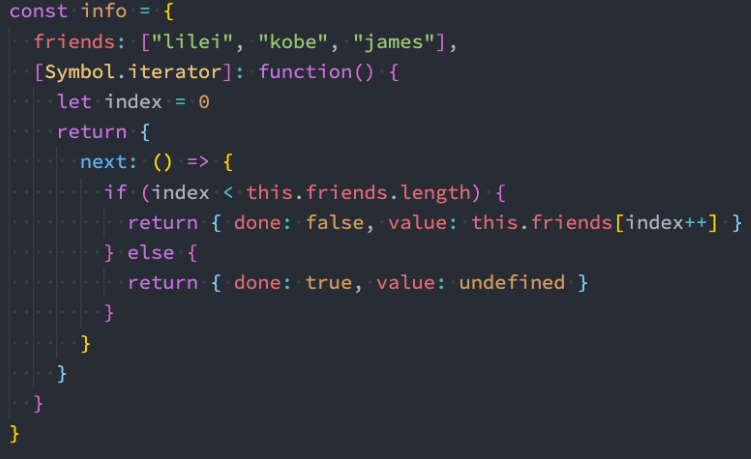 const info = {
  friends: ["lilei", "kobe", "james"],
  [Symbol.iterator]: function() {
    let index = 0
    return {
      next: () => {
        if (index < this.friends.length) {
          return { done: false, value: this.friends[index++] }
        } else {
          return { done: true, value: undefined }
        }
      }
    }
  }
}